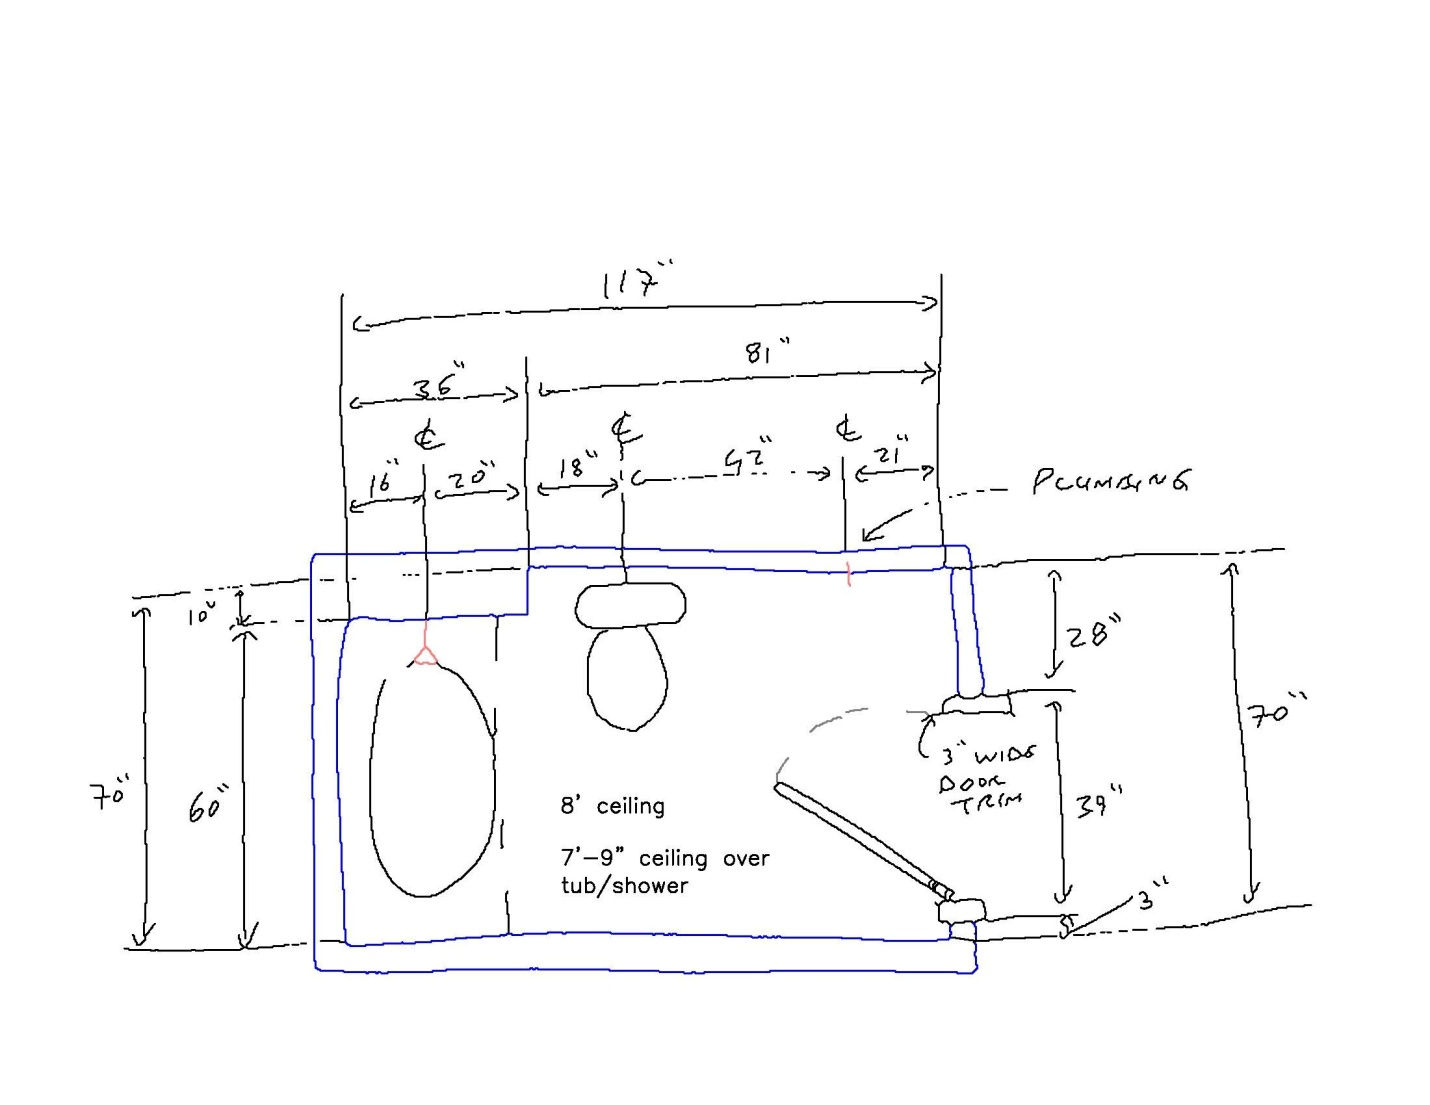 117"
81"
36"
℄ ℄ ℄
16" 20" 18" 42" 21"
PLUMBING
10"
28"
70"
3" WIDE
DOOR
TRIM
39"
70"
60"
8' ceiling
7'-9" ceiling over
tub/shower
3"